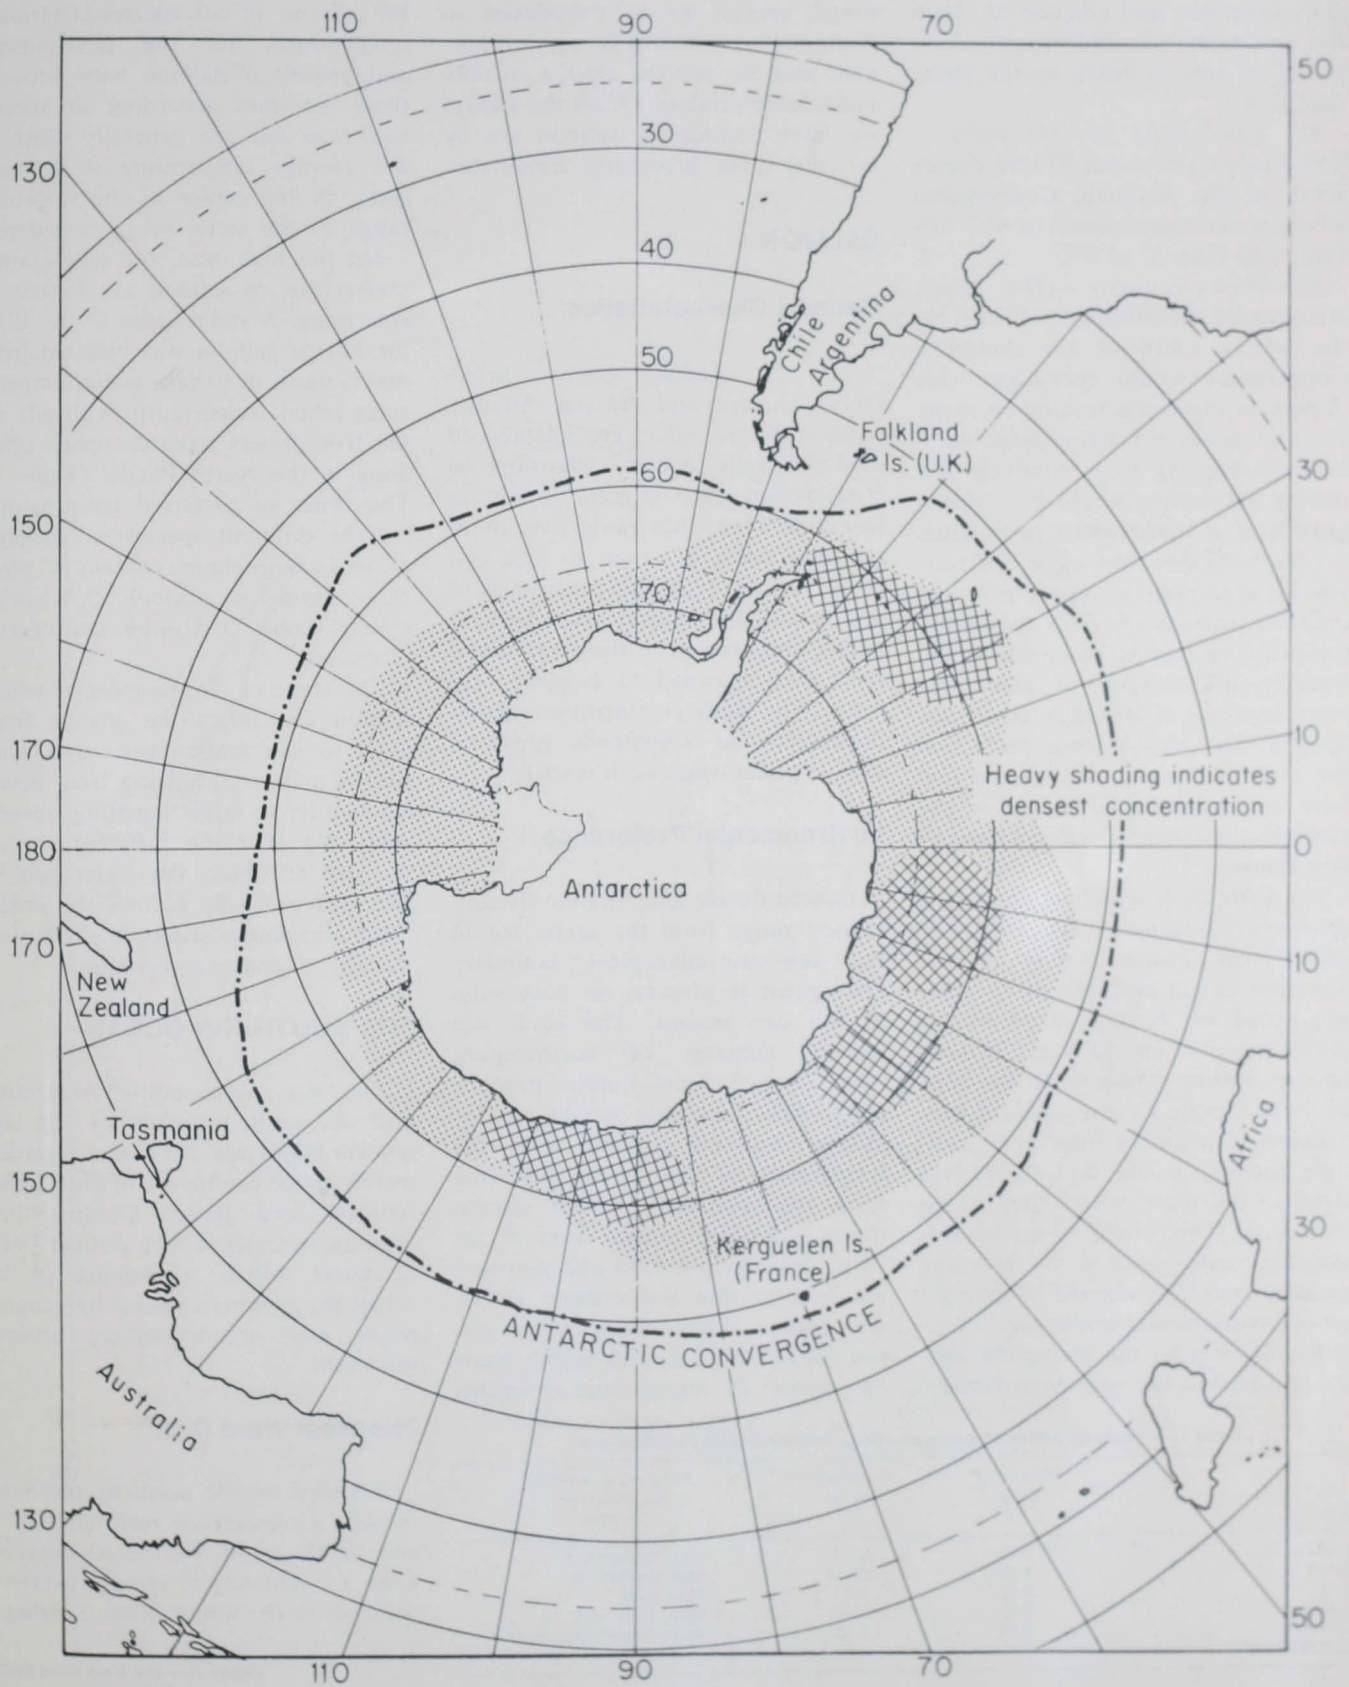 110
90
70
50
130
30
40
Chile
Argentina
50
Falkland
Is. (U.K.)
60
30
150
70
170
10
Heavy shading indicates
densest concentration
180
0
Antarctica
170
10
New
Zealand
Tasmania
Africa
150
30
Kerguelen Is.
(France)
ANTARCTIC CONVERGENCE
Australia
130
50
110
90
70